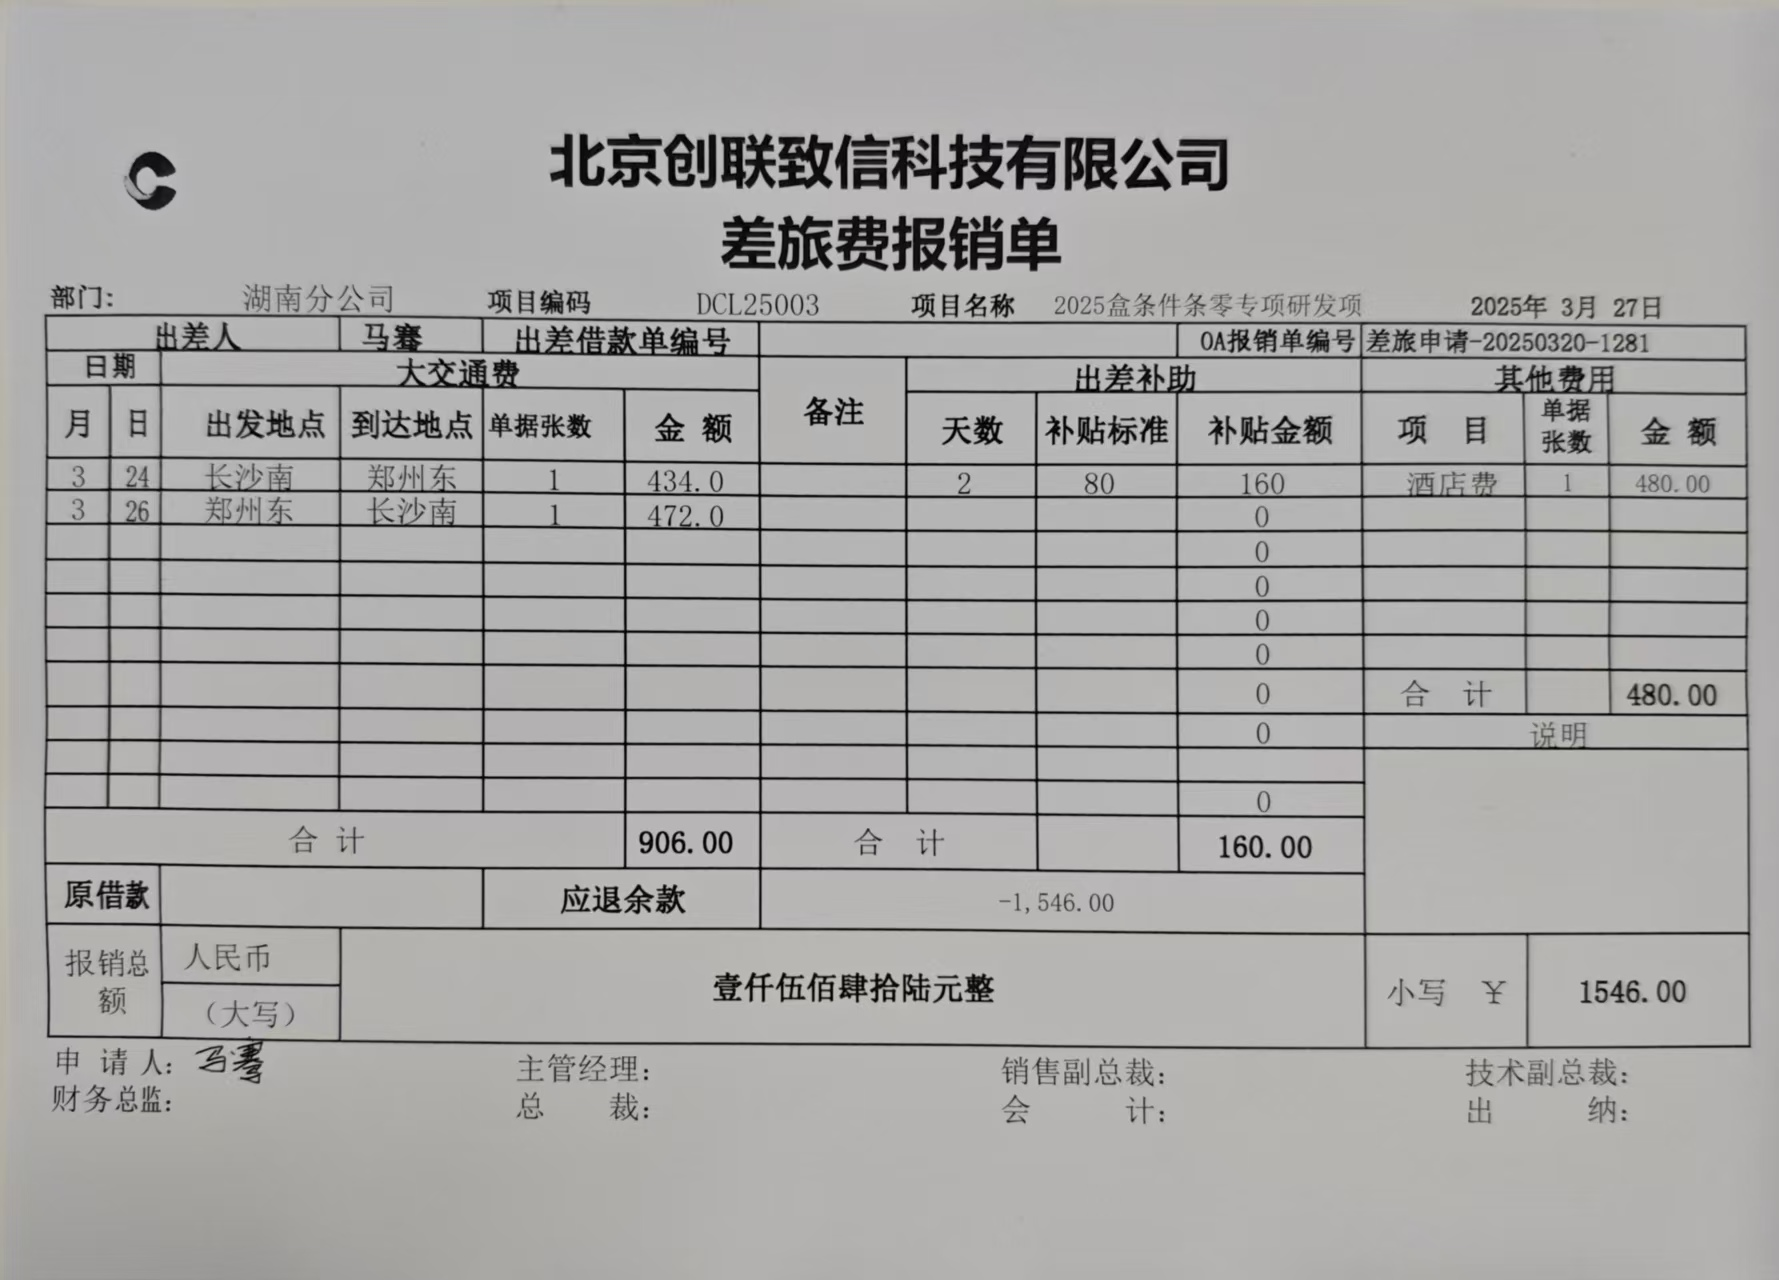 北京创联致信科技有限公司
差旅费报销单
部门: 湖南分公司 项目编码 DCL25003 项目名称 2025盒条件条零专项研发项 2025年 3月 27日
出差人 马骞 出差借款单编号 OA报销单编号 差旅申请-20250320-1281
日期 大交通费 备注 出差补助 其他费用
月 日 出发地点 到达地点 单据张数 金 额 天数 补贴标准 补贴金额 项 目 单据张数 金 额
3 24 长沙南 郑州东 1 434.0 2 80 160 酒店费 1 480.00
3 26 郑州东 长沙南 1 472.0 0
0
0
0
0
0 合 计 480.00
0 说明
0
合 计 906.00 合 计 160.00
原借款 应退余款 -1,546.00
报销总额 人民币 (大写) 壹仟伍佰肆拾陆元整 小写 ¥ 1546.00
申 请 人: 马骞 主管经理: 销售副总裁: 技术副总裁:
财务总监: 总 裁: 会 计: 出 纳: